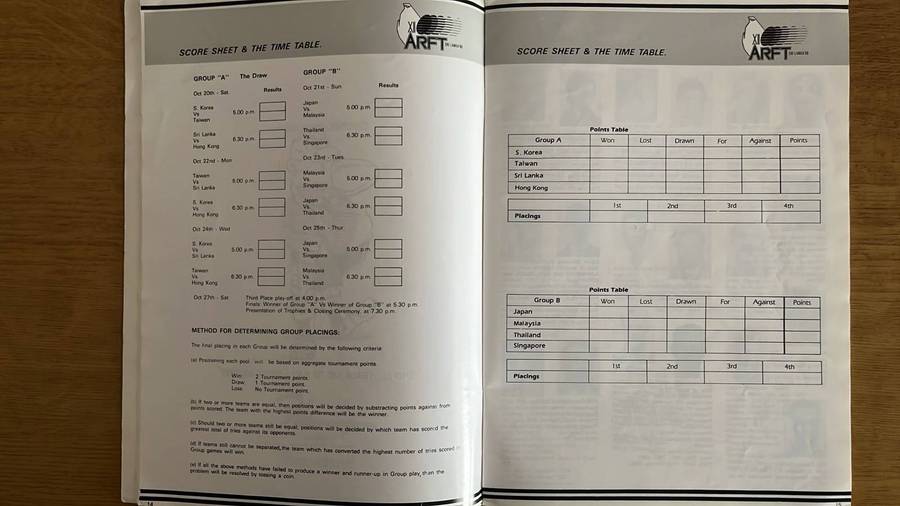 SCORE SHEET & THE TIME TABLE.
XII
ARFT
SRI LANKA 90
GROUP "A" The Draw
Oct 20th - Sat. Results
S. Korea
Vs
Taiwan
5.00 p.m.
Sri Lanka
Vs
Hong Kong
6.30 p.m.
Oct 22nd - Mon
Taiwan
Vs
Sri Lanka
5.00 p.m.
S. Korea
Vs
Hong Kong
6.30 p.m.
Oct 24th - Wed
S. Korea
Vs
Sri Lanka
5.00 p.m.
Taiwan
Vs
Hong Kong
6.30 p.m.
GROUP "B"
Oct 21st - Sun Results
Japan
Vs.
Malaysia
5.00 p.m.
Thailand
Vs.
Singapore
6.30 p.m.
Oct 23rd - Tues
Malaysia
Vs.
Singapore
5.00 p.m.
Japan
Vs.
Thailand
6.30 p.m.
Oct 25th - Thur
Japan
Vs.
Singapore
5.00 p.m.
Malaysia
Vs
Thailand
6.30 p.m.
Oct 27th - Sat Third Place play-off at 4.00 p.m.
Finals: Winner of Group "A" Vs Winner of Group "B" at 5.30 p.m.
Presentation of Trophies & Closing Ceremony. at 7.30 p.m.
METHOD FOR DETERMINING GROUP PLACINGS:
The final placing in each Group will be determined by the following criteria
(a) Positioning each pool will be based on aggregate tournament points.
Win: 2 Tournament points.
Draw: 1 Tournament point.
Loss: No Tournament point.
(b) If two or more teams are equal, then positions will be decided by substracting points against from
points scored. The team with the highest points difference will be the winner.
(c) Should two or more teams still be equal, positions will be decided by which team has scored the
greatest total of tries against its opponents.
(d) If teams still cannot be separated, the team which has converted the highest number of tries scored in
Group games will win.
(e) If all the above methods have failed to produce a winner and runner-up in Group play, than the
problem will be resolved by tossing a coin.
14
SCORE SHEET & THE TIME TABLE.
XII
ARFT
SRI LANKA 90
Points Table
Group A Won Lost Drawn For Against Points
S. Korea
Taiwan
Sri Lanka
Hong Kong
1st 2nd 3rd 4th
Placings
Points Table
Group B Won Lost Drawn For Against Points
Japan
Malaysia
Thailand
Singapore
1st 2nd 3rd 4th
Placings
15